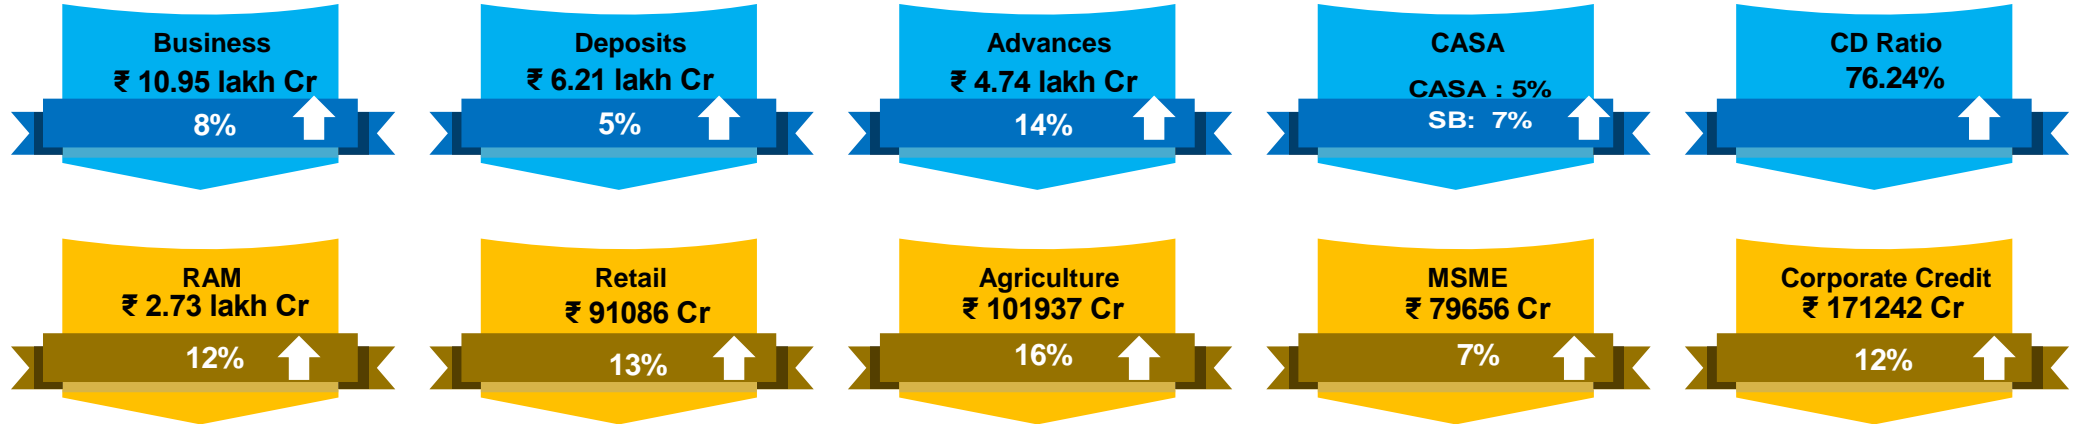 Business
₹ 10.95 lakh Cr
8%
Deposits
₹ 6.21 lakh Cr
5%
Advances
₹ 4.74 lakh Cr
14%
CASA
CASA : 5%
SB: 7%
CD Ratio
76.24%
RAM
₹ 2.73 lakh Cr
12%
Retail
₹ 91086 Cr
13%
Agriculture
₹ 101937 Cr
16%
MSME
₹ 79656 Cr
7%
Corporate Credit
₹ 171242 Cr
12%